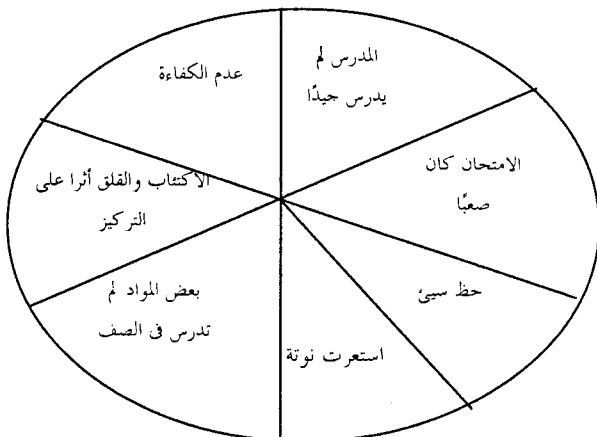 المدرس لم
يدرس جيدًا
عدم الكفاءة
الامتحان كان
صعبًا
الاكتئاب والقلق أثرا على
التركيز
حظ سيئ
بعض المواد لم
تدرس فى الصف
استعرت نوتة